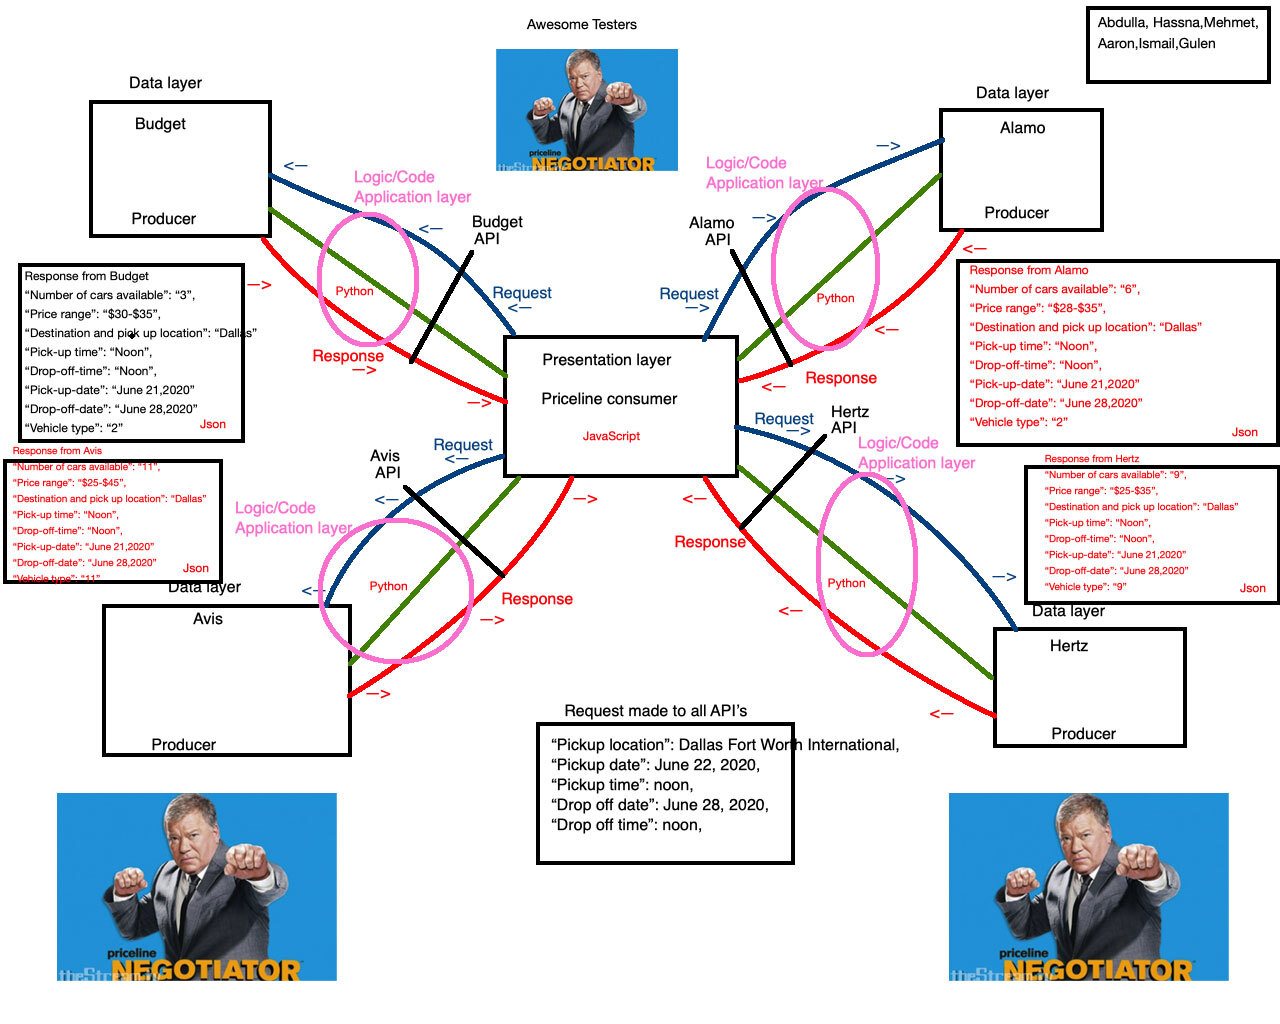 Awesome Testers
Abdulla, Hassna,Mehmet,
Aaron,Ismail,Gulen
priceline
NEGOTIATOR
Data layer
Budget
Producer
Data layer
Alamo
Producer
<—
Logic/Code
Application layer
<—
Budget
API
Python
Request
<—
—>
Response
—>
—>
—>
Logic/Code
Application layer
—>
Alamo
API
Python
Request
—>
<—
<—
Response
<—
Response from Budget
“Number of cars available”: “3”,
“Price range”: “$30-$35”,
“Destination and pick up location”: “Dallas”
“Pick-up time”: “Noon”,
“Drop-off-time”: “Noon”,
“Pick-up-date”: “June 21,2020”
“Drop-off-date”: “June 28,2020”
“Vehicle type”: “2”
Json
Response from Alamo
“Number of cars available”: “6”,
“Price range”: “$28-$35”,
“Destination and pick up location”: “Dallas”
“Pick-up time”: “Noon”,
“Drop-off-time”: “Noon”,
“Pick-up-date”: “June 21,2020”
“Drop-off-date”: “June 28,2020”
“Vehicle type”: “2”
Json
Presentation layer
Priceline consumer
JavaScript
Response from Avis
“Number of cars available”: “11”,
“Price range”: “$25-$45”,
“Destination and pick up location”: “Dallas”
“Pick-up time”: “Noon”,
“Drop-off-time”: “Noon”,
“Pick-up-date”: “June 21,2020”
“Drop-off-date”: “June 28,2020”
“Vehicle type”: “11”
Json
Request
<—
Avis
API
<—
Logic/Code
Application layer
Python
<—
—>
Response
—>
—>
Data layer
Avis
Producer
Request
—>
Hertz
API
Logic/Code
Application layer
—>
<—
Response
Python
—>
<—
<—
Response from Hertz
“Number of cars available”: “9”,
“Price range”: “$25-$35”,
“Destination and pick up location”: “Dallas”
“Pick-up time”: “Noon”,
“Drop-off-time”: “Noon”,
“Pick-up-date”: “June 21,2020”
“Drop-off-date”: “June 28,2020”
“Vehicle type”: “9”
Json
Data layer
Hertz
Producer
Request made to all API’s
“Pickup location”: Dallas Fort Worth International,
“Pickup date”: June 22, 2020,
“Pickup time”: noon,
“Drop off date”: June 28, 2020,
“Drop off time”: noon,
priceline
NEGOTIATOR
priceline
NEGOTIATOR